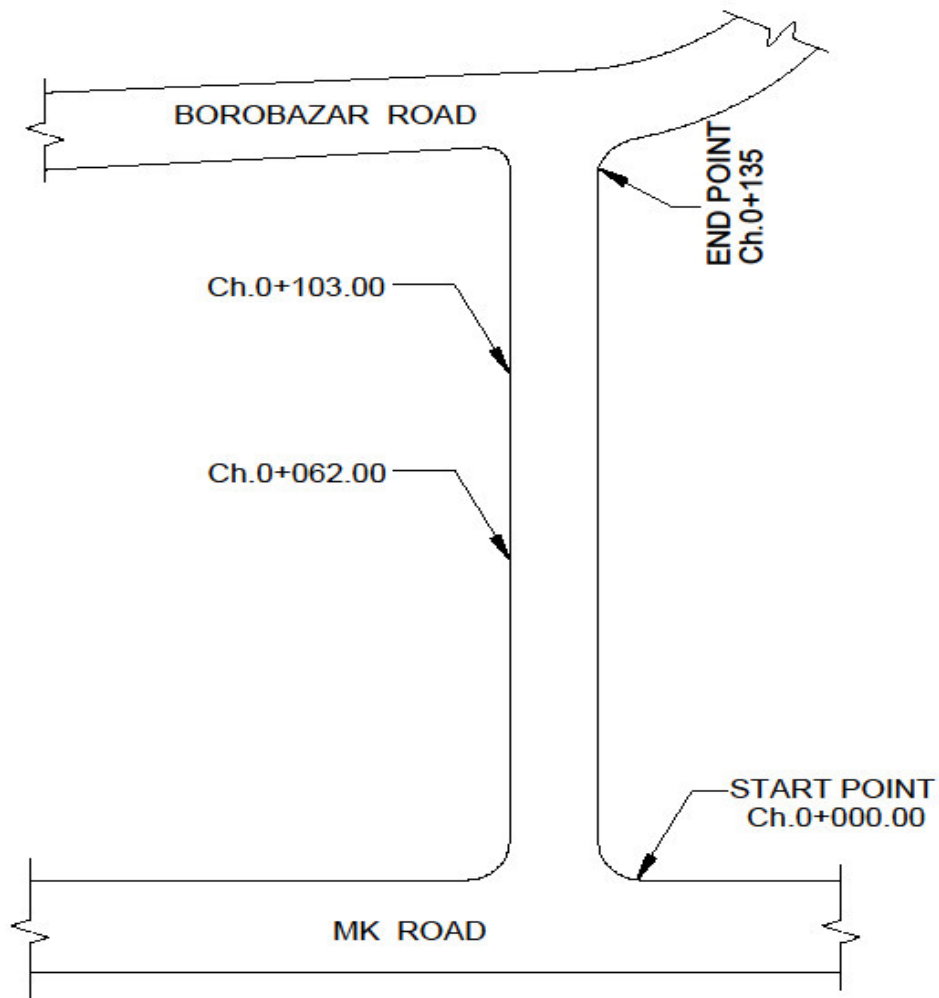 BOROBAZAR ROAD
END POINT
Ch.0+135
Ch.0+103.00
Ch.0+062.00
START POINT
Ch.0+000.00
MK ROAD